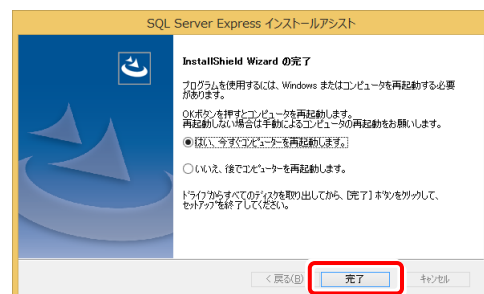 SQL Server Express インストールアシスト
InstallShield Wizard の完了
プログラムを使用するには、Windows またはコンピュータを再起動する必要
があります。
OKボタンを押すとコンピュータを再起動します。
再起動しない場合は手動によるコンピュータの再起動をお願いします。
はい、今すぐコンピューターを再起動します。
いいえ、後でコンピューターを再起動します。
ドライブからすべてのディスクを取り出してから、[完了] ボタンをクリックして、
セットアップを終了してください。
< 戻る(B)
完了
キャンセル